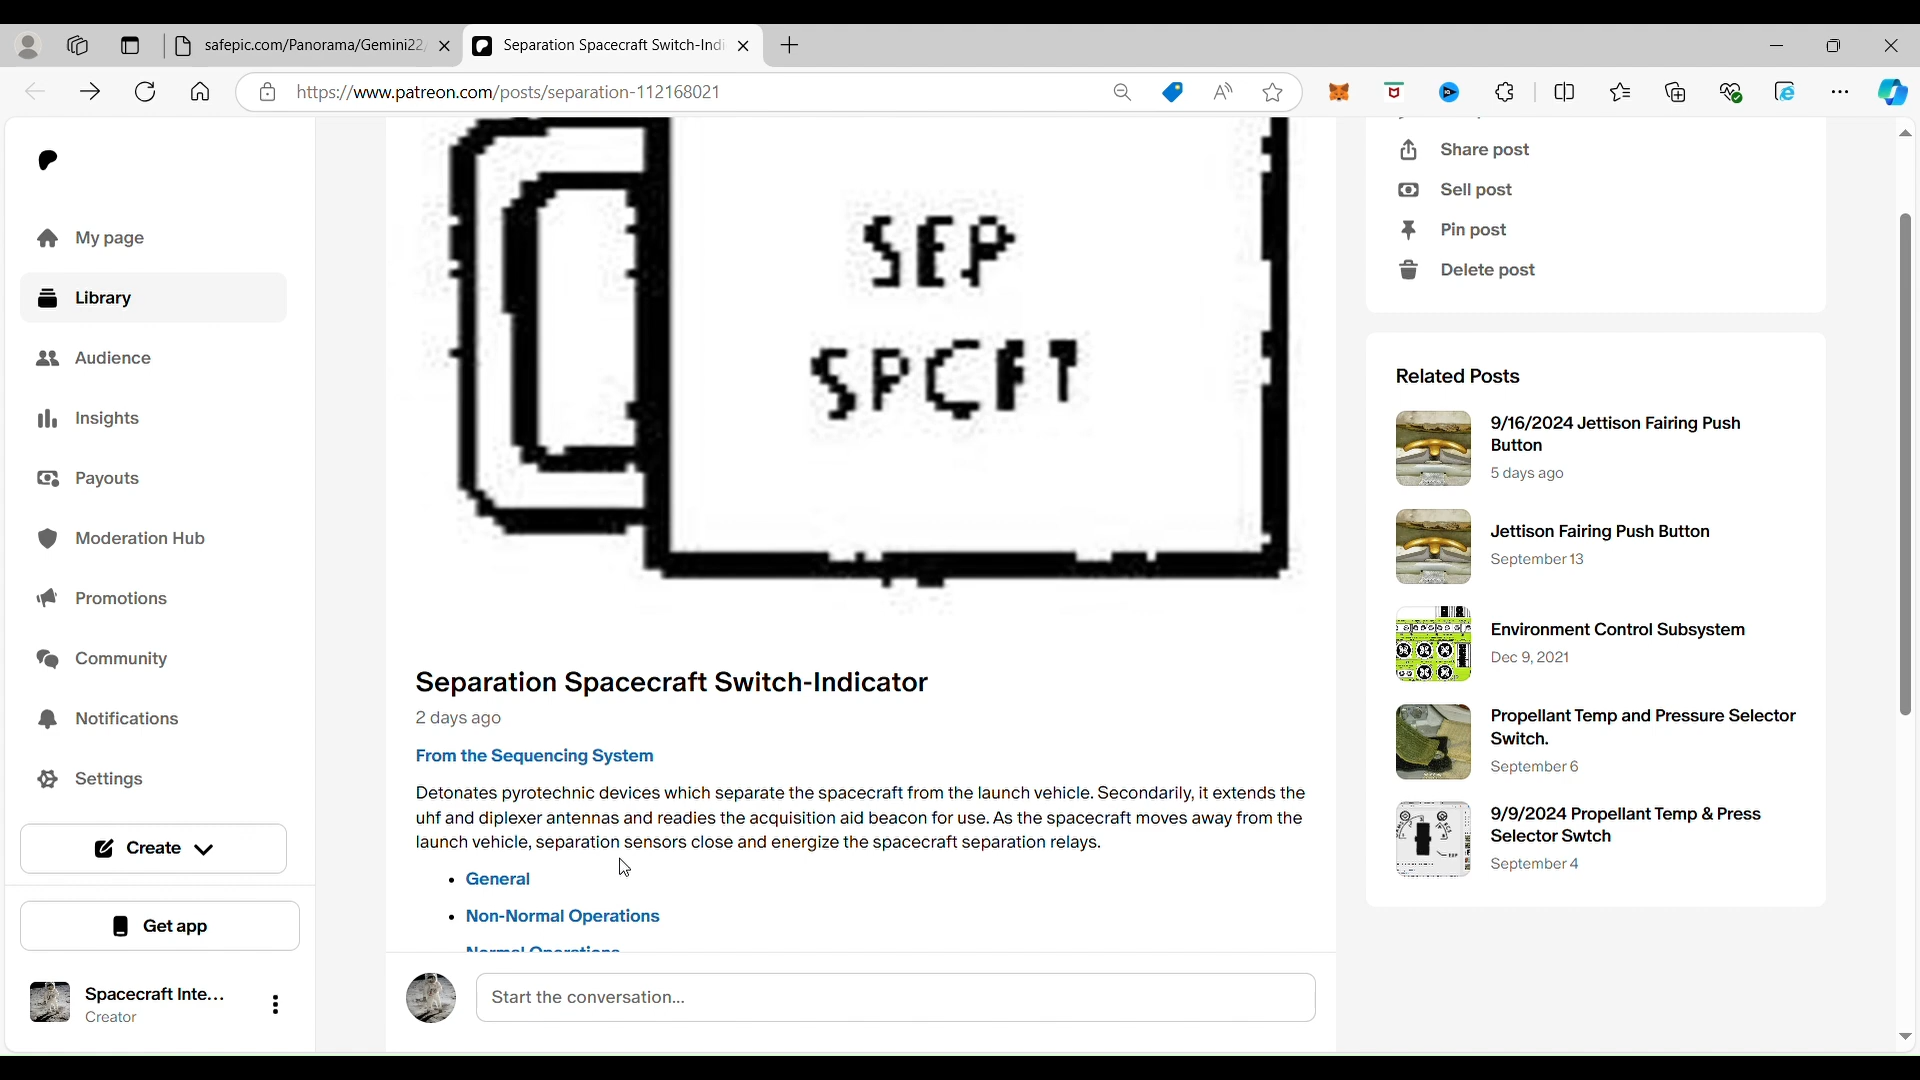 safepic.com/Panorama/Gemini22
Separation Spacecraft Switch-Indi
https://www.patreon.com/posts/separation-112168021
My page
Library
Audience
Insights
Payouts
Moderation Hub
Promotions
Community
Notifications
Settings
Create
Get app
Spacecraft Inte...
Creator
SEP
SPCFT
Separation Spacecraft Switch-Indicator
2 days ago
From the Sequencing System
Detonates pyrotechnic devices which separate the spacecraft from the launch vehicle. Secondarily, it extends the
uhf and diplexer antennas and readies the acquisition aid beacon for use. As the spacecraft moves away from the
launch vehicle, separation sensors close and energize the spacecraft separation relays.
• General
• Non-Normal Operations
Normal Operations
Start the conversation...
Share post
Sell post
Pin post
Delete post
Related Posts
9/16/2024 Jettison Fairing Push
Button
5 days ago
Jettison Fairing Push Button
September 13
Environment Control Subsystem
Dec 9, 2021
Propellant Temp and Pressure Selector
Switch.
September 6
9/9/2024 Propellant Temp & Press
Selector Swtch
September 4